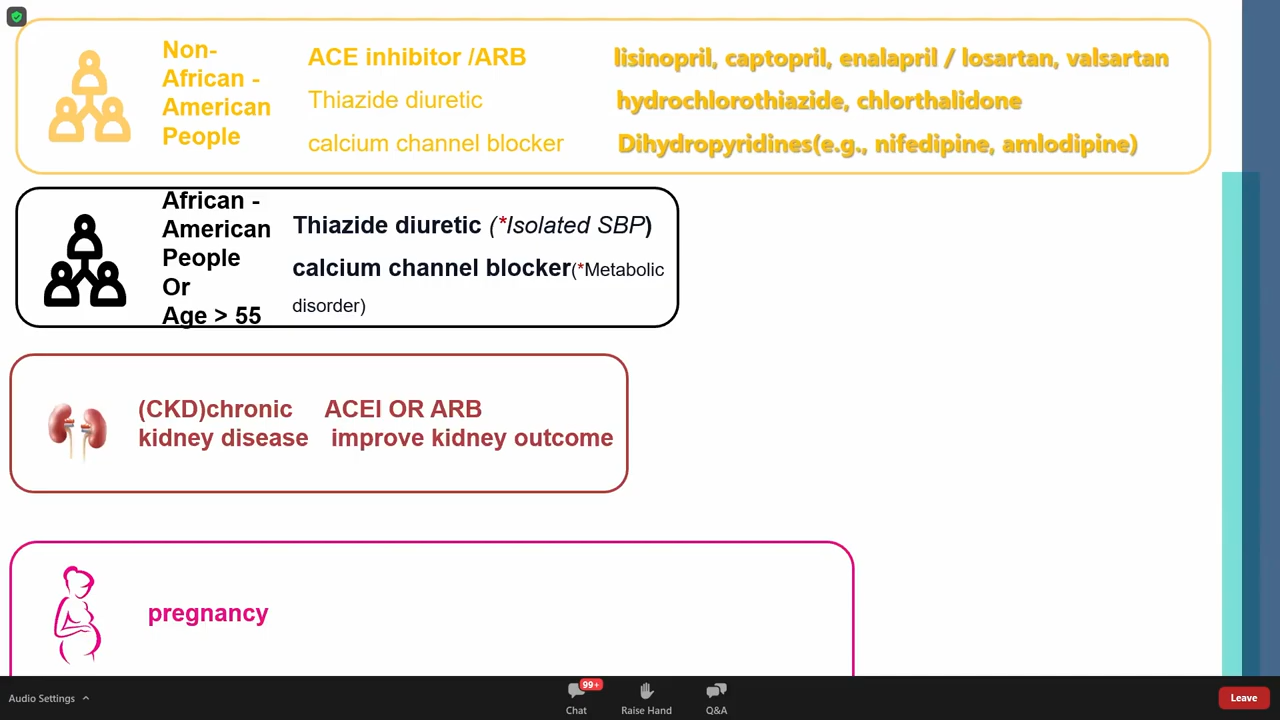 Non-
African -
American
People
ACE inhibitor /ARB
lisinopril, captopril, enalapril / losartan, valsartan
Thiazide diuretic
hydrochlorothiazide, chlorthalidone
calcium channel blocker
Dihydropyridines(e.g., nifedipine, amlodipine)
African -
American
People
Or
Age > 55
Thiazide diuretic (*Isolated SBP)
calcium channel blocker(*Metabolic
disorder)
(CKD)chronic
kidney disease
ACEI OR ARB
improve kidney outcome
pregnancy
Audio Settings
99+
Chat
Raise Hand
Q&A
Leave